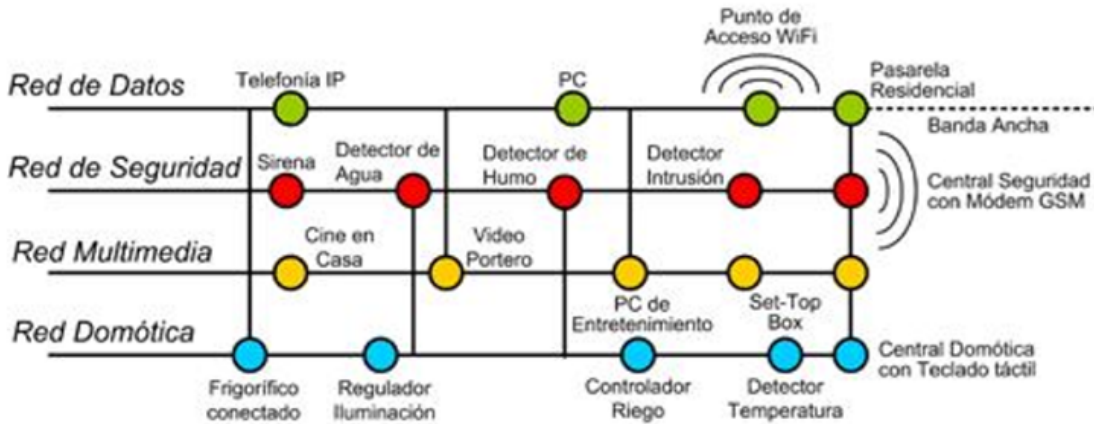 Punto de
Acceso WiFi
Red de Datos
Telefonía IP
PC
Pasarela
Residencial
Banda Ancha
Red de Seguridad
Sirena
Detector de
Agua
Detector de
Humo
Detector
Intrusión
Central Seguridad
con Módem GSM
Red Multimedia
Cine en
Casa
Video
Portero
PC de
Entretenimiento
Set-Top
Box
Red Domótica
Central Domótica
con Teclado táctil
Frigorífico
conectado
Regulador
Iluminación
Controlador
Riego
Detector
Temperatura